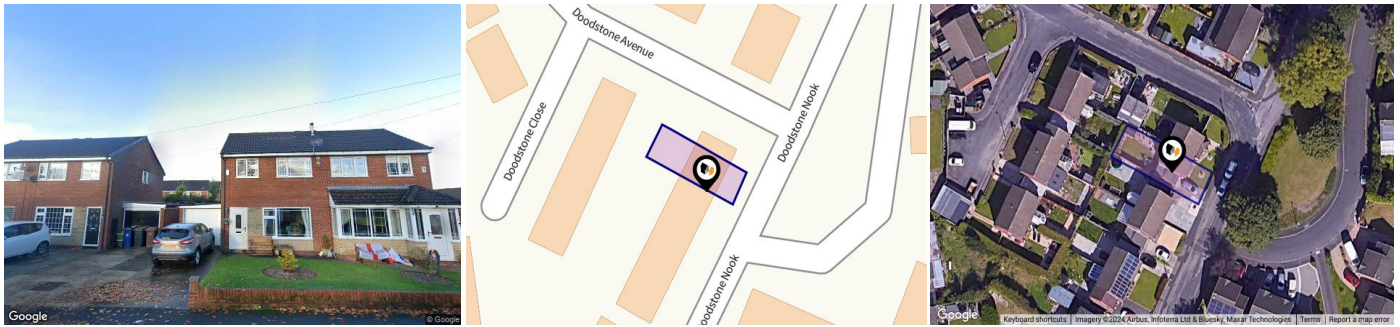 Google
© Google
Doodstone Avenue
Doodstone Close
Doodstone Nook
oodstone Nook
Google
Keyboard shortcuts
Imagery ©2024 Airbus, Infoterra Ltd & Bluesky, Maxar Technologies
Terms
Report a map error